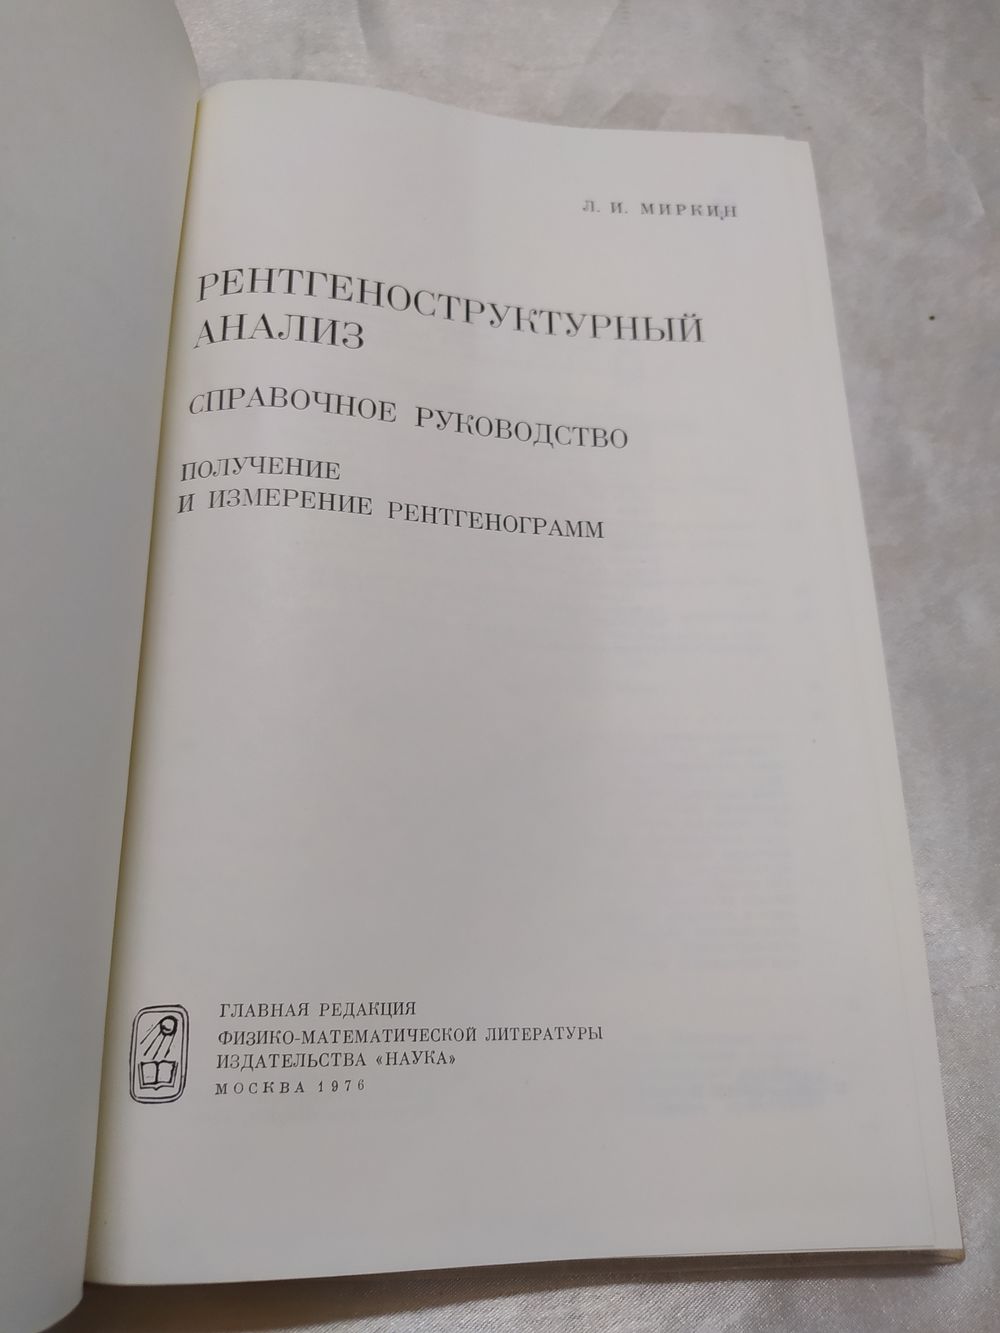 Л. И. МИРКИН
РЕНТГЕНОСТРУКТУРНЫЙ
АНАЛИЗ
СПРАВОЧНОЕ РУКОВОДСТВО
ПОЛУЧЕНИЕ
И ИЗМЕРЕНИЕ РЕНТГЕНОГРАММ
ГЛАВНАЯ РЕДАКЦИЯ
ФИЗИКО-МАТЕМАТИЧЕСКОЙ ЛИТЕРАТУРЫ
ИЗДАТЕЛЬСТВА «НАУКА»
МОСКВА 1976